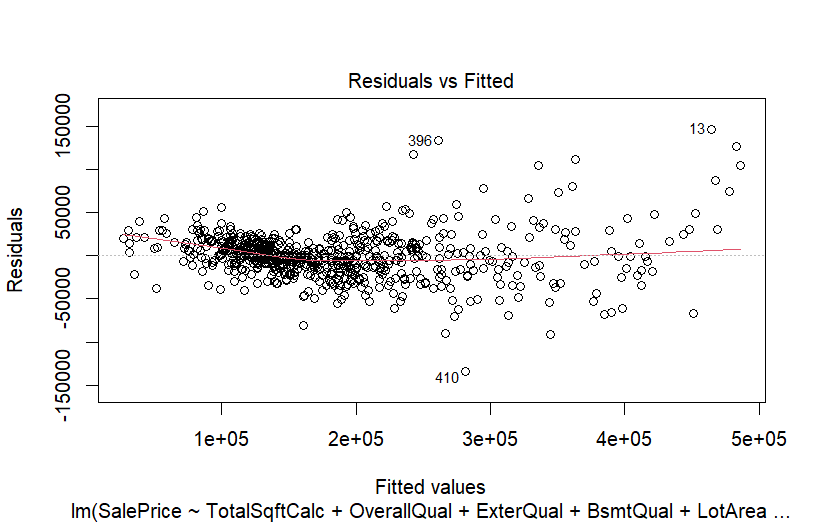 Residuals vs Fitted
Residuals
150000
50000
0
-50000
-150000
396
13
410
1e+05
2e+05
3e+05
4e+05
5e+05
Fitted values
lm(SalePrice ~ TotalSqftCalc + OverallQual + ExterQual + BsmtQual + LotArea ...